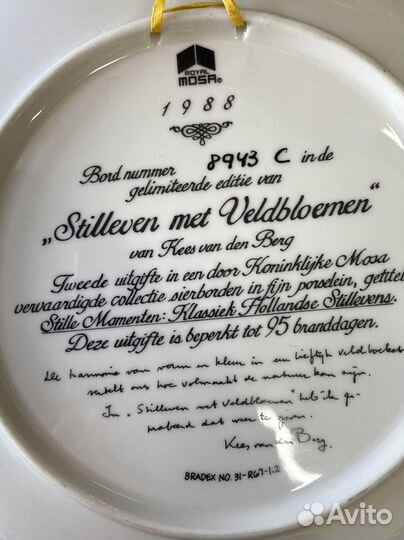 ROYAL
MOSA
1988
Bord nummer 8943 C in de
gelimiteerde editie van
„Stilleven met Veldbloemen"
van Kees van den Berg
Tweede uitgifte in een door Koninklijke Mosa
vervaardigde collectie sierborden in fijn porselein, getitel
Stille Momenten: Klassiek Hollandse Stillevens.
Deze uitgifte is beperkt tot 95 branddagen.
De harmonie van vorm en kleur in een lieflijk veldboeket
vertelt ons hoe volmaakt de natuur kan zijn.
In „Stilleven met Veldbloemen" heb ik ge-
probeerd dat weer te geven.
Kees van den Berg.
BRADEX NO. 31-R67-1.2
Avito